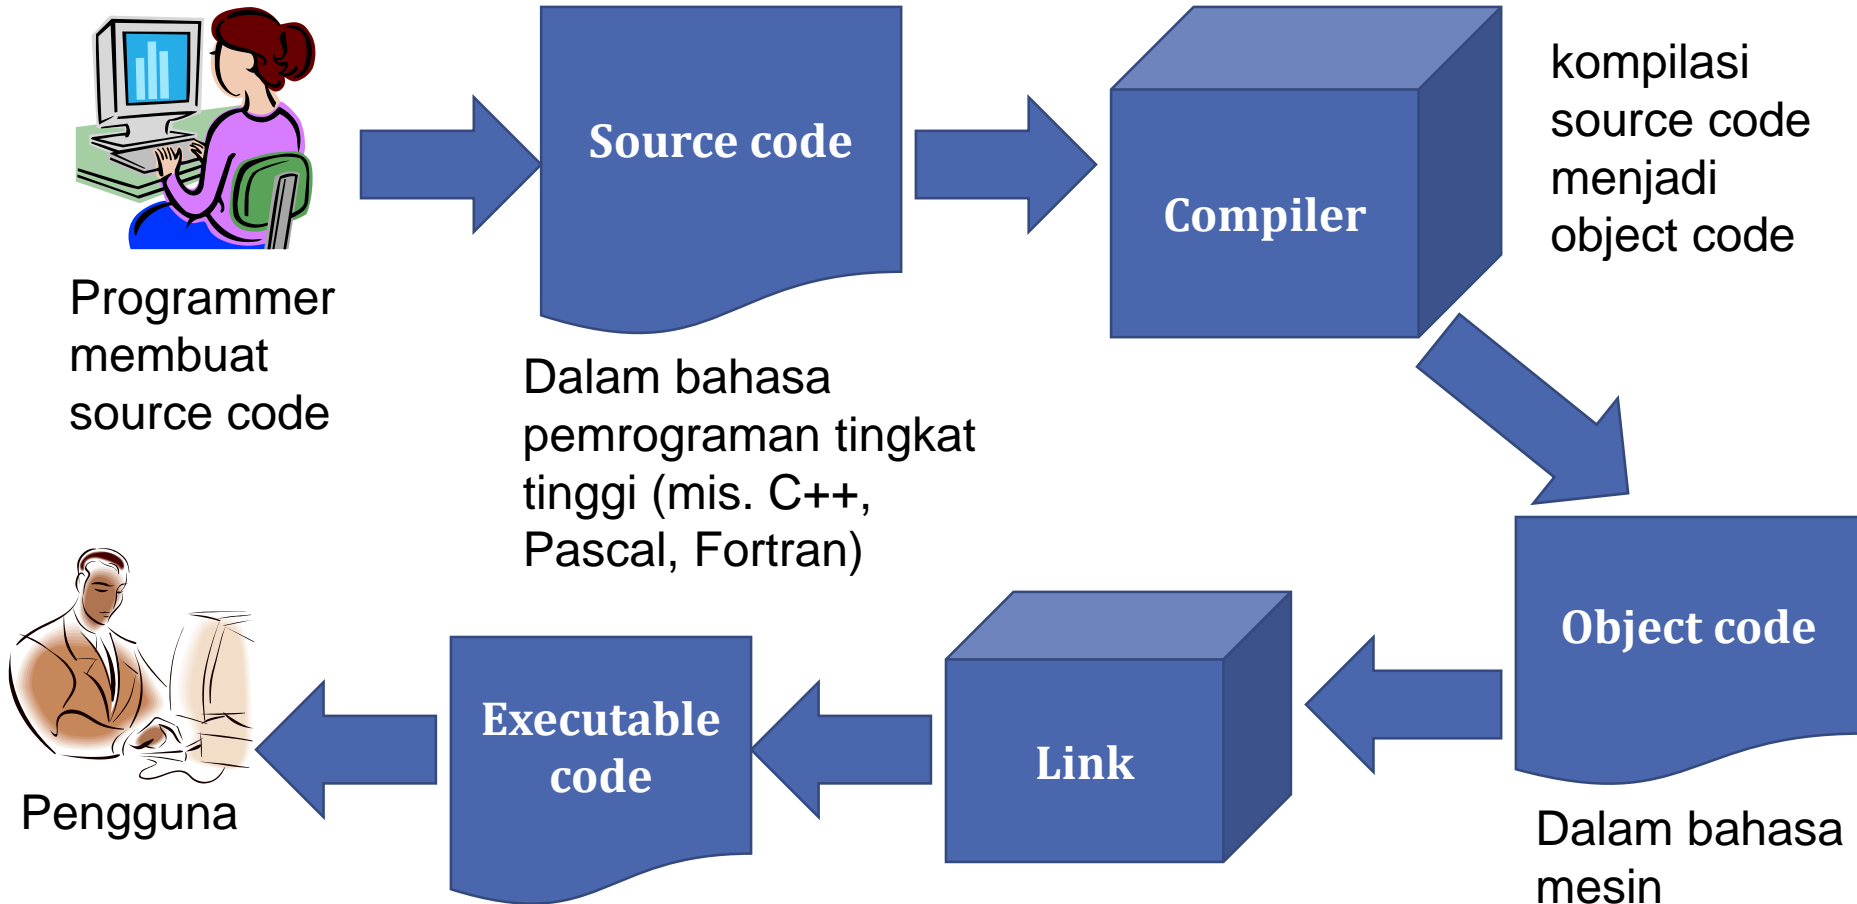 Programmer
membuat
source code
Source code
Dalam bahasa
pemrograman tingkat
tinggi (mis. C++,
Pascal, Fortran)
Compiler
kompilasi
source code
menjadi
object code
Object code
Dalam bahasa
mesin
Link
Executable
code
Pengguna